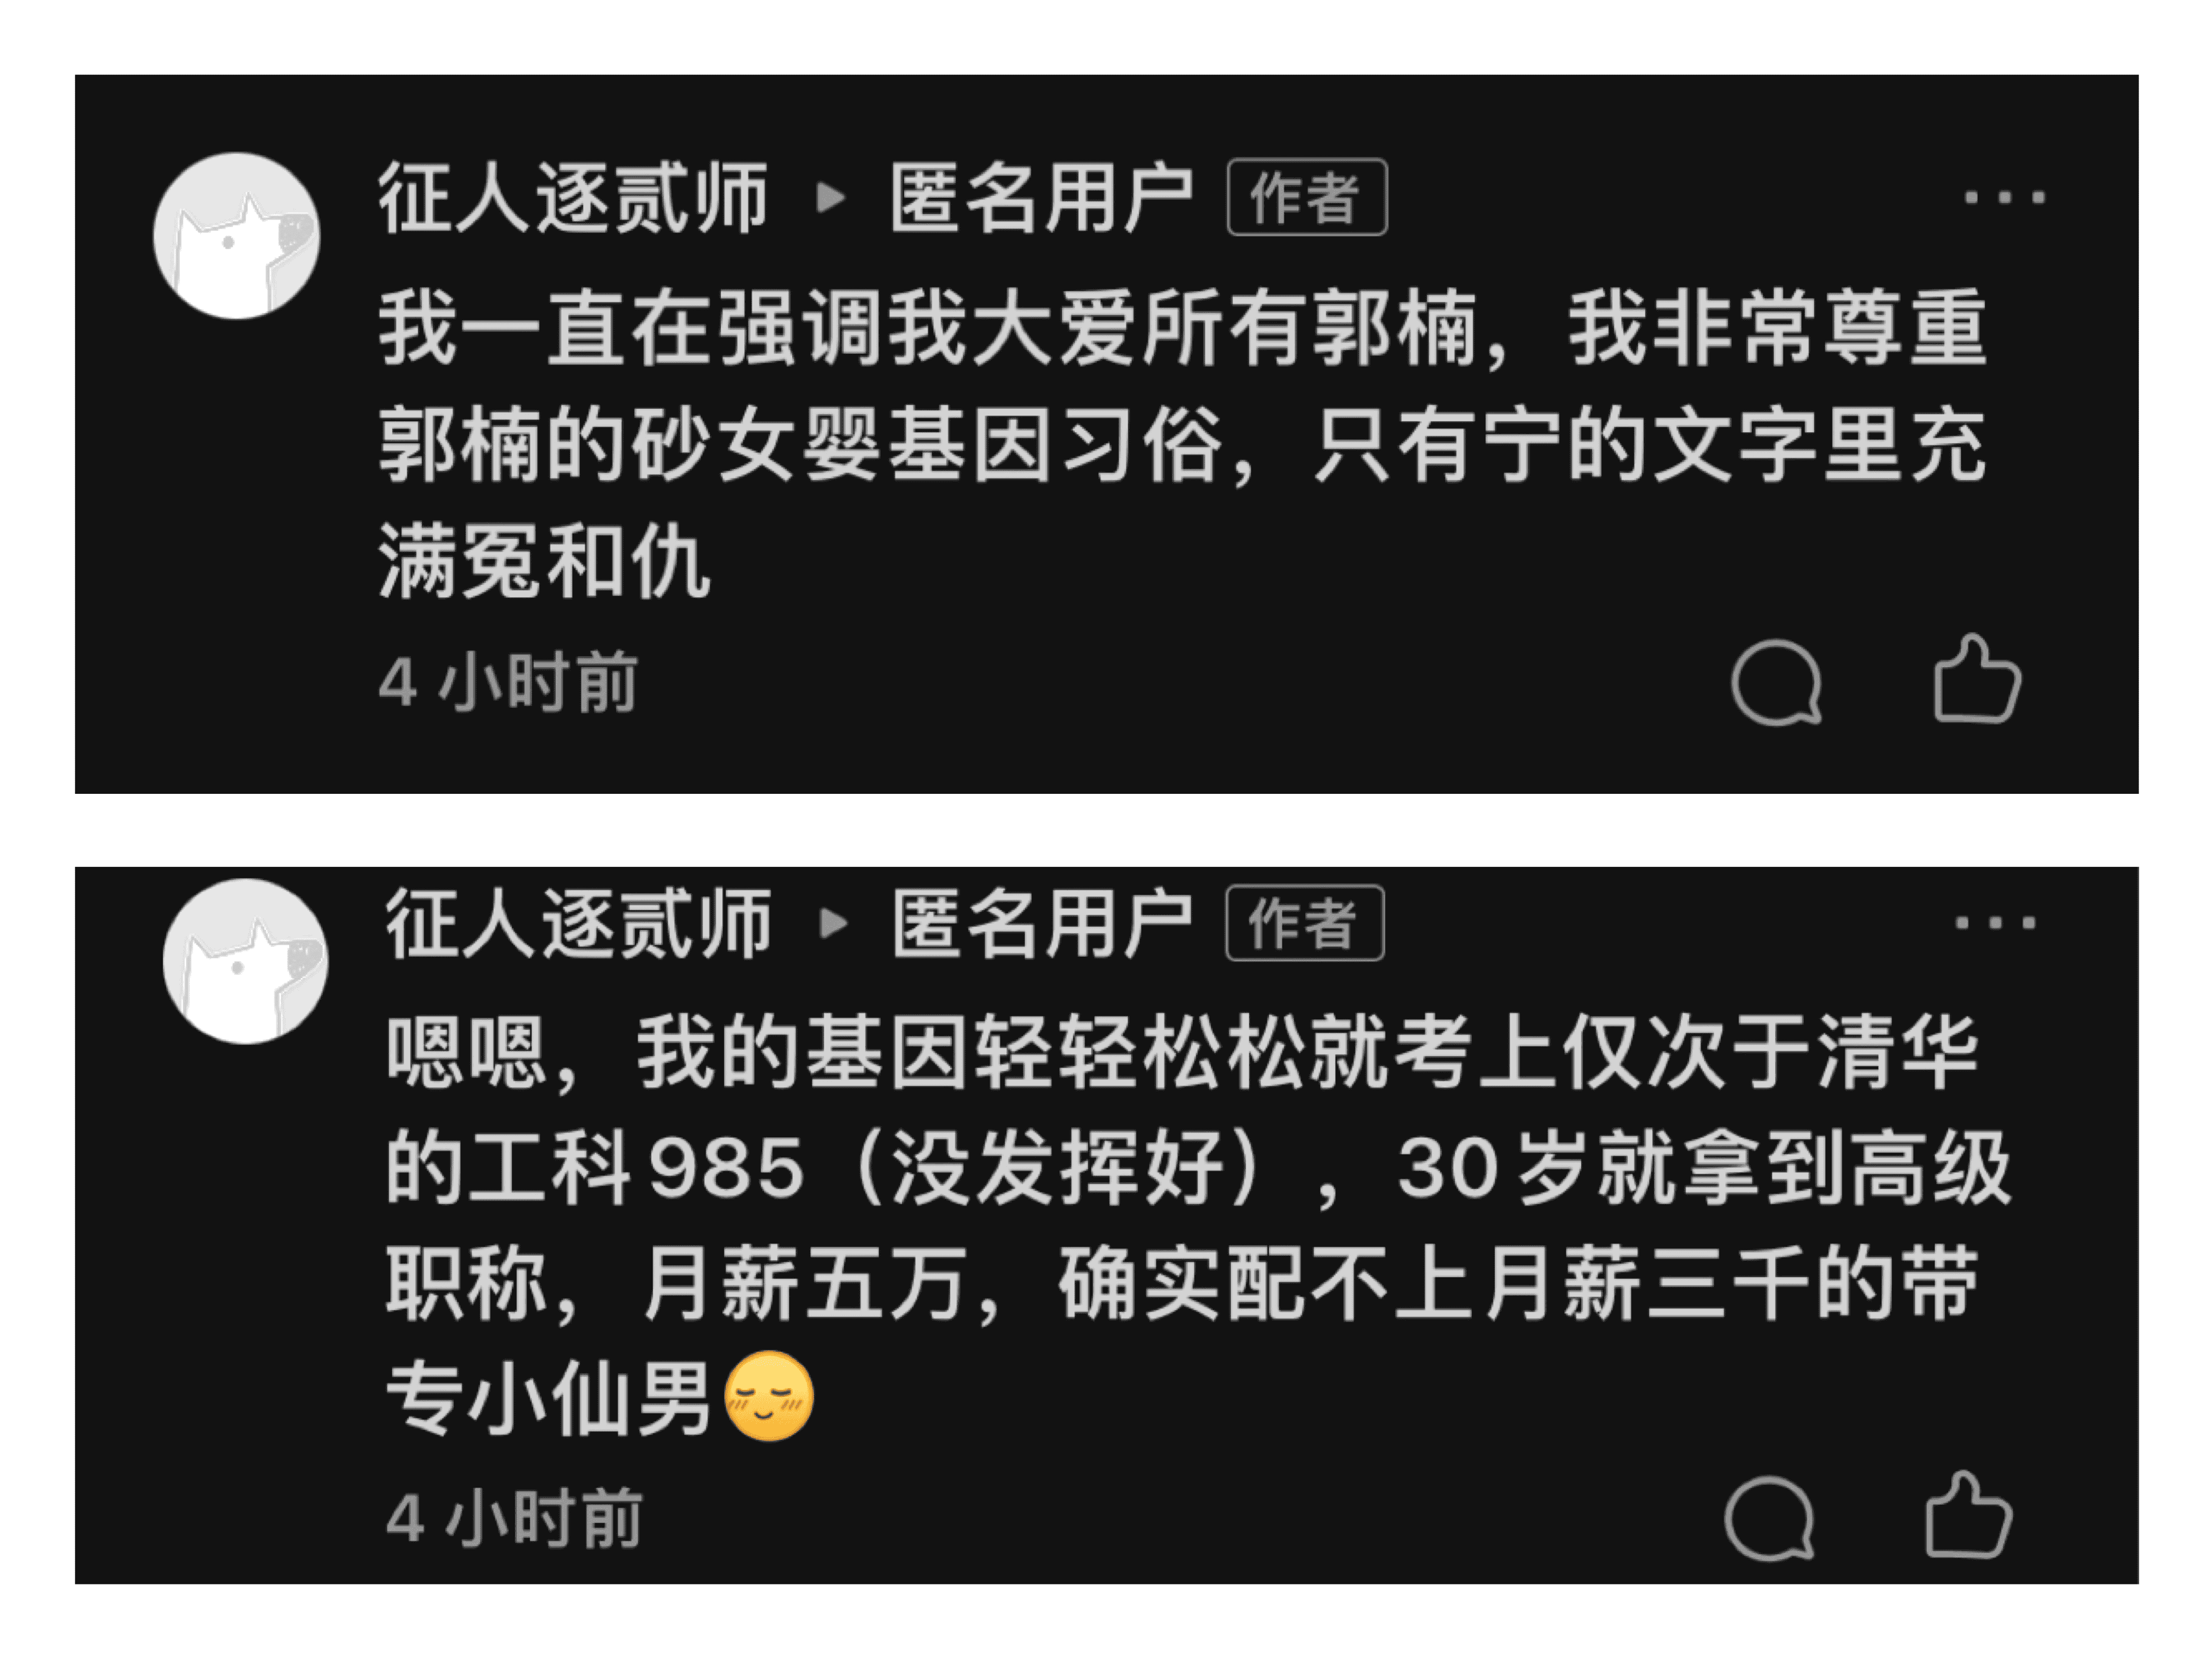 征人逐贰师 ▶ 匿名用户 作者
我一直在强调我大爱所有郭楠，我非常尊重
郭楠的砂女婴基因习俗，只有宁的文字里充
满冤和仇
4 小时前
征人逐贰师 ▶ 匿名用户 作者
嗯嗯，我的基因轻轻松松就考上仅次于清华
的工科 985（没发挥好），30 岁就拿到高级
职称，月薪五万，确实配不上月薪三千的带
专小仙男😌
4 小时前